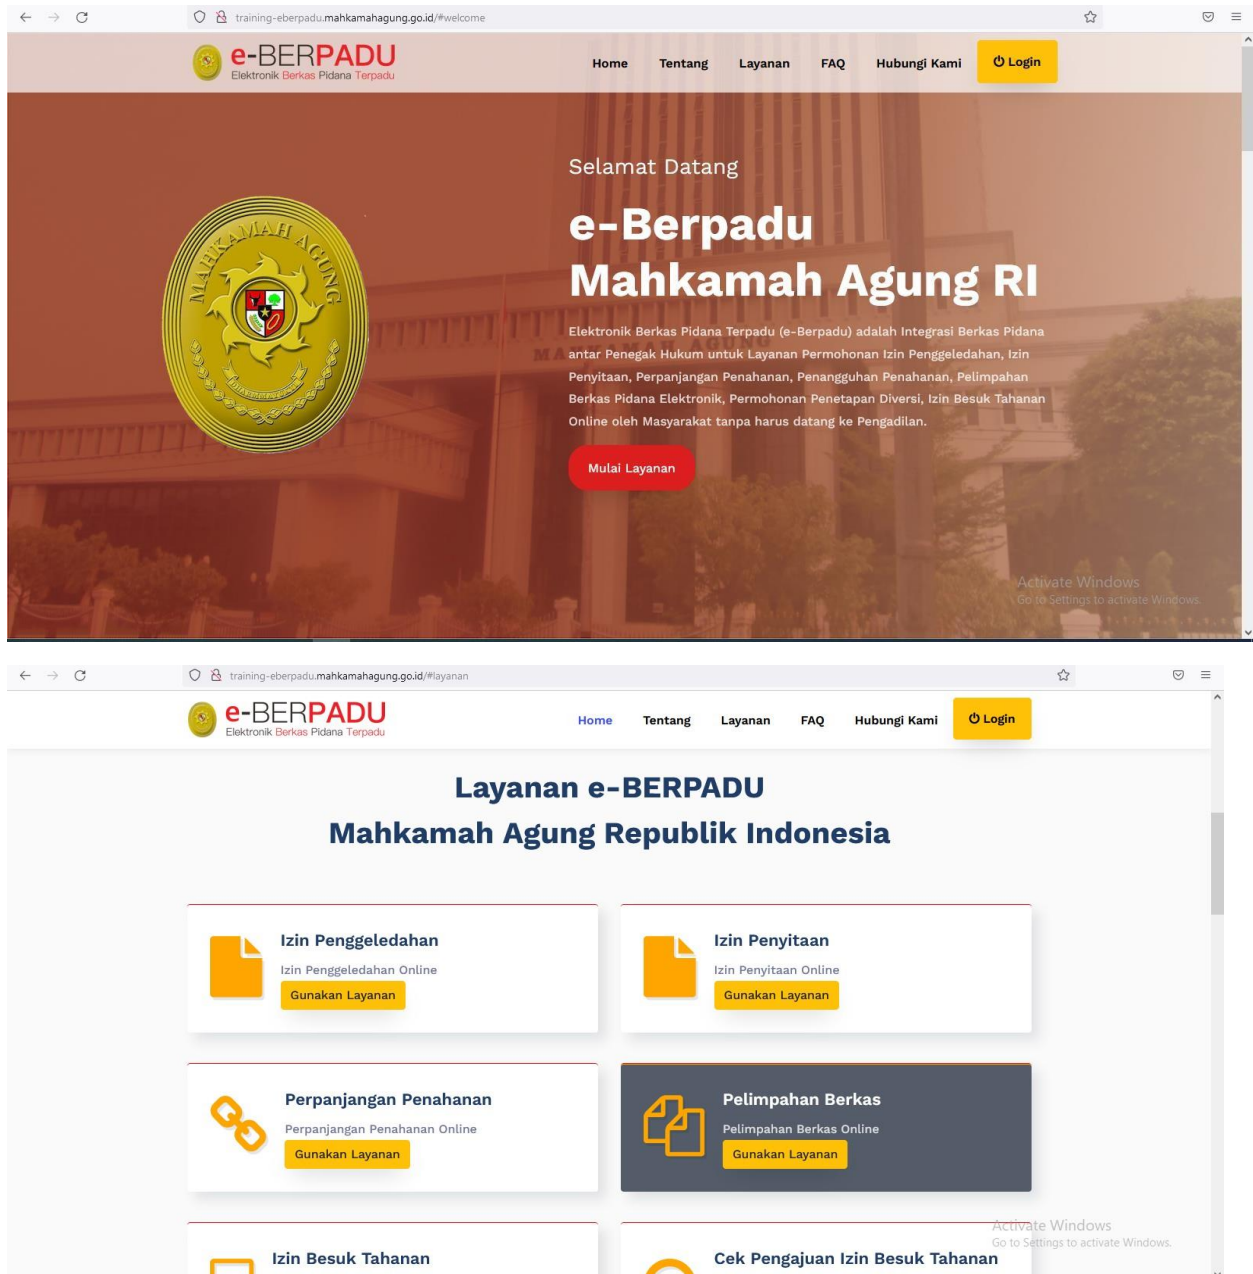 training-eberpadu.mahkamahagung.go.id/#welcome
e-BERPADU
Elektronik Berkas Pidana Terpadu
Home
Tentang
Layanan
FAQ
Hubungi Kami
Login
Selamat Datang
e-Berpadu
Mahkamah Agung RI
Elektronik Berkas Pidana Terpadu (e-Berpadu) adalah Integrasi Berkas Pidana
antar Penegak Hukum untuk Layanan Permohonan Izin Penggeledahan, Izin
Penyitaan, Perpanjangan Penahanan, Penangguhan Penahanan, Pelimpahan
Berkas Pidana Elektronik, Permohonan Penetapan Diversi, Izin Besuk Tahanan
Online oleh Masyarakat tanpa harus datang ke Pengadilan.
Mulai Layanan
MAHKAMAH AGUNG
MAHKAMAH AGUNG
Activate Windows
Go to Settings to activate Windows.
training-eberpadu.mahkamahagung.go.id/#layanan
e-BERPADU
Elektronik Berkas Pidana Terpadu
Home
Tentang
Layanan
FAQ
Hubungi Kami
Login
Layanan e-BERPADU
Mahkamah Agung Republik Indonesia
Izin Penggeledahan
Izin Penggeledahan Online
Gunakan Layanan
Izin Penyitaan
Izin Penyitaan Online
Gunakan Layanan
Perpanjangan Penahanan
Perpanjangan Penahanan Online
Gunakan Layanan
Pelimpahan Berkas
Pelimpahan Berkas Online
Gunakan Layanan
Izin Besuk Tahanan
Cek Pengajuan Izin Besuk Tahanan
Activate Windows
Go to Settings to activate Windows.